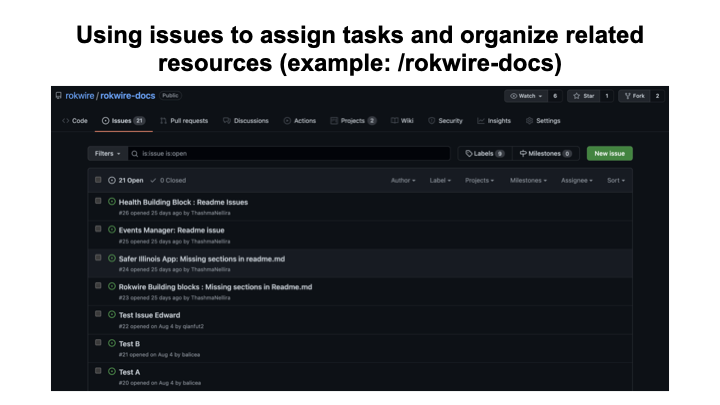 Using issues to assign tasks and organize related
resources (example: /rokwire-docs)
rokwire / rokwire-docs Public
Watch 6 Star 1 Fork 2
Code Issues 21 Pull requests Discussions Actions Projects 2 Wiki Security Insights Settings
Filters is:issue is:open Labels 9 Milestones 0 New issue
21 Open 0 Closed Author Label Projects Milestones Assignee Sort
Health Building Block : Readme Issues
#26 opened 25 days ago by ThashmaNellira
Events Manager: Readme issue
#25 opened 25 days ago by ThashmaNellira
Safer Illinois App: Missing sections in readme.md
#24 opened 25 days ago by ThashmaNellira
Rokwire Building blocks : Missing sections in Readme.md
#23 opened 25 days ago by ThashmaNellira
Test Issue Edward
#22 opened on Aug 4 by qianfut2
Test B
#21 opened on Aug 4 by balicea
Test A
#20 opened on Aug 4 by balicea